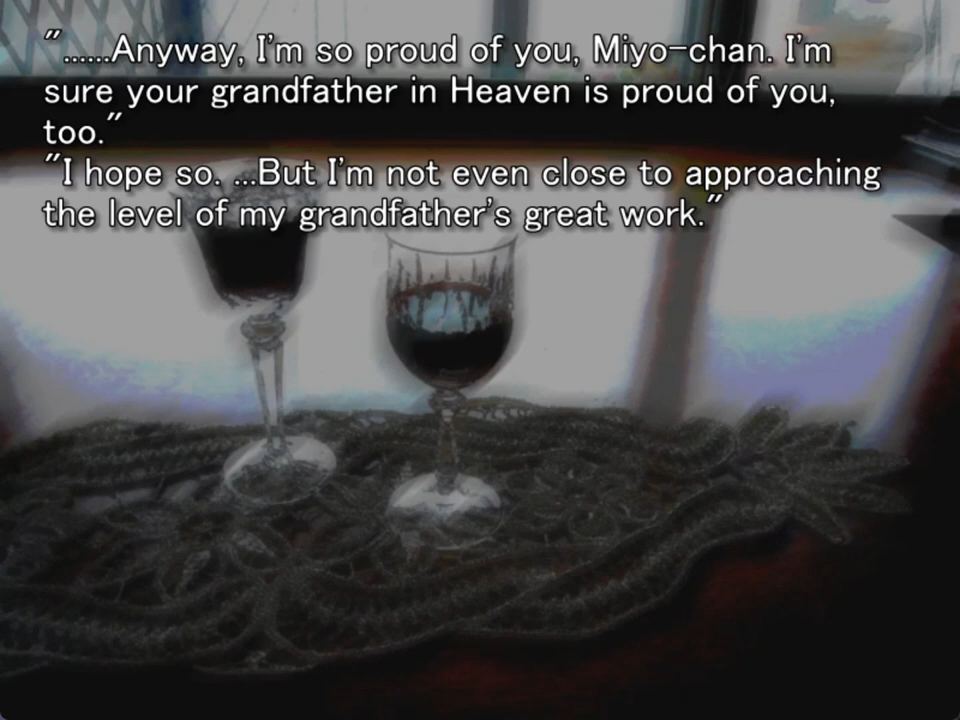 "......Anyway, I'm so proud of you, Miyo-chan. I'm
sure your grandfather in Heaven is proud of you,
too."
"I hope so. ...But I'm not even close to approaching
the level of my grandfather's great work."